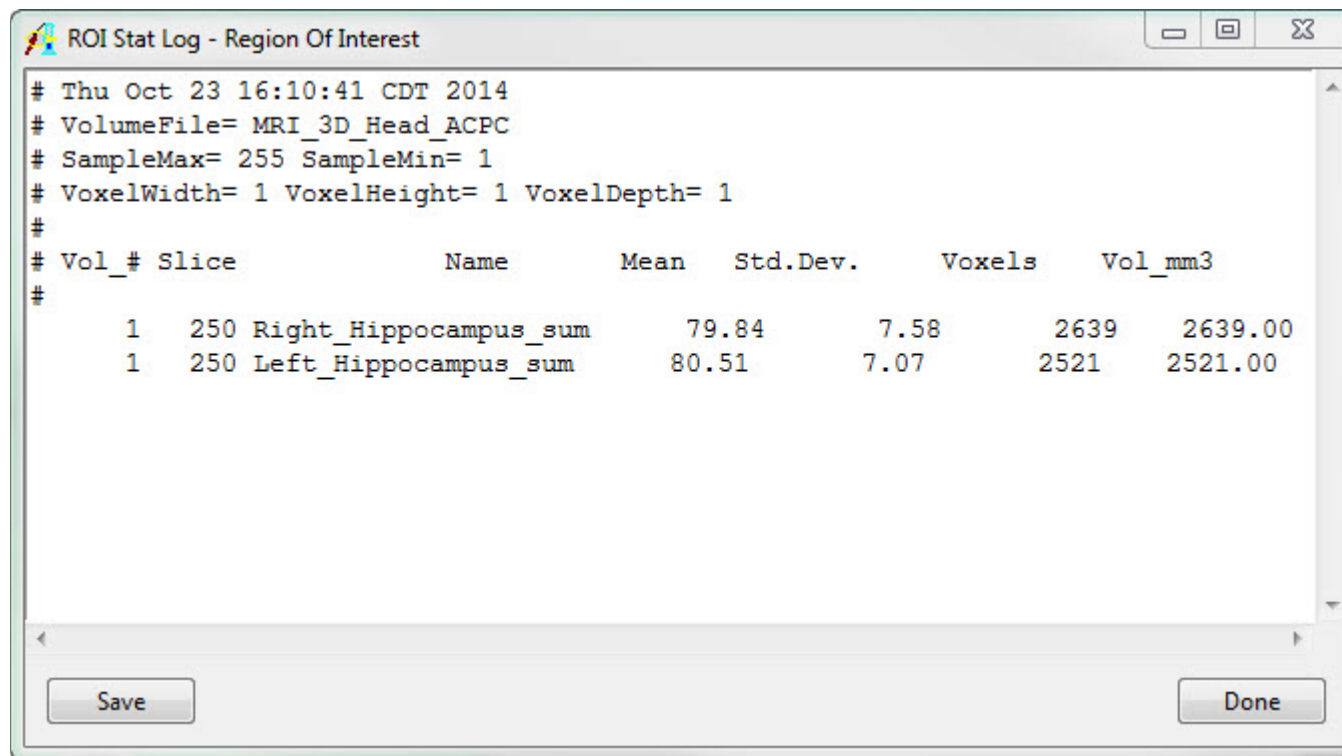 ROI Stat Log - Region Of Interest
# Thu Oct 23 16:10:41 CDT 2014
# VolumeFile= MRI_3D_Head_ACPC
# SampleMax= 255 SampleMin= 1
# VoxelWidth= 1 VoxelHeight= 1 VoxelDepth= 1
#
# Vol_# Slice Name Mean Std.Dev. Voxels Vol_mm3
#
1 250 Right_Hippocampus_sum 79.84 7.58 2639 2639.00
1 250 Left_Hippocampus_sum 80.51 7.07 2521 2521.00
Save Done